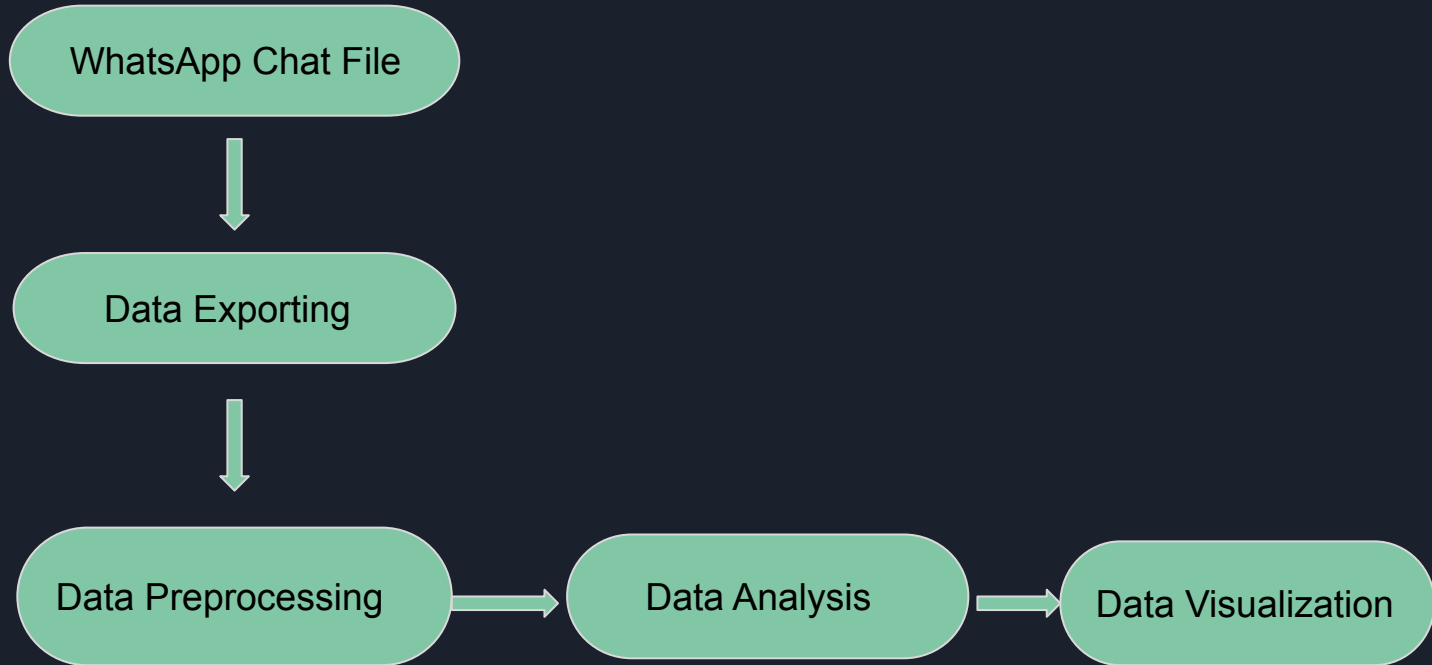 WhatsApp Chat File
Data Exporting
Data Preprocessing
Data Analysis
Data Visualization